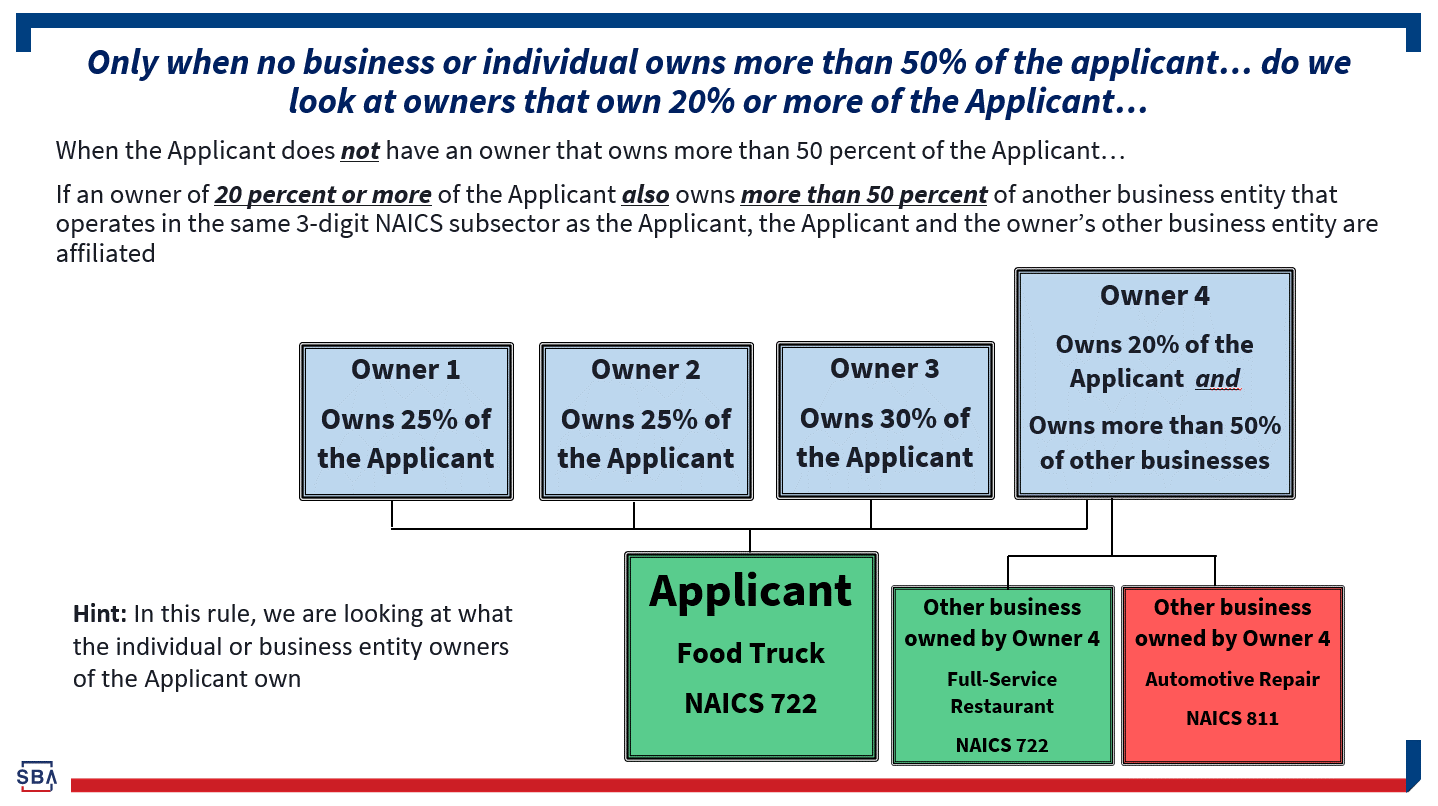 Only when no business or individual owns more than 50% of the applicant… do we
look at owners that own 20% or more of the Applicant…
When the Applicant does not have an owner that owns more than 50 percent of the Applicant…
If an owner of 20 percent or more of the Applicant also owns more than 50 percent of another business entity that
operates in the same 3-digit NAICS subsector as the Applicant, the Applicant and the owner’s other business entity are
affiliated
Owner 1
Owns 25% of
the Applicant
Owner 2
Owns 25% of
the Applicant
Owner 3
Owns 30% of
the Applicant
Owner 4
Owns 20% of the
Applicant and
Owns more than 50%
of other businesses
Applicant
Food Truck
NAICS 722
Other business
owned by Owner 4
Full-Service
Restaurant
NAICS 722
Other business
owned by Owner 4
Automotive Repair
NAICS 811
Hint: In this rule, we are looking at what
the individual or business entity owners
of the Applicant own
SBA